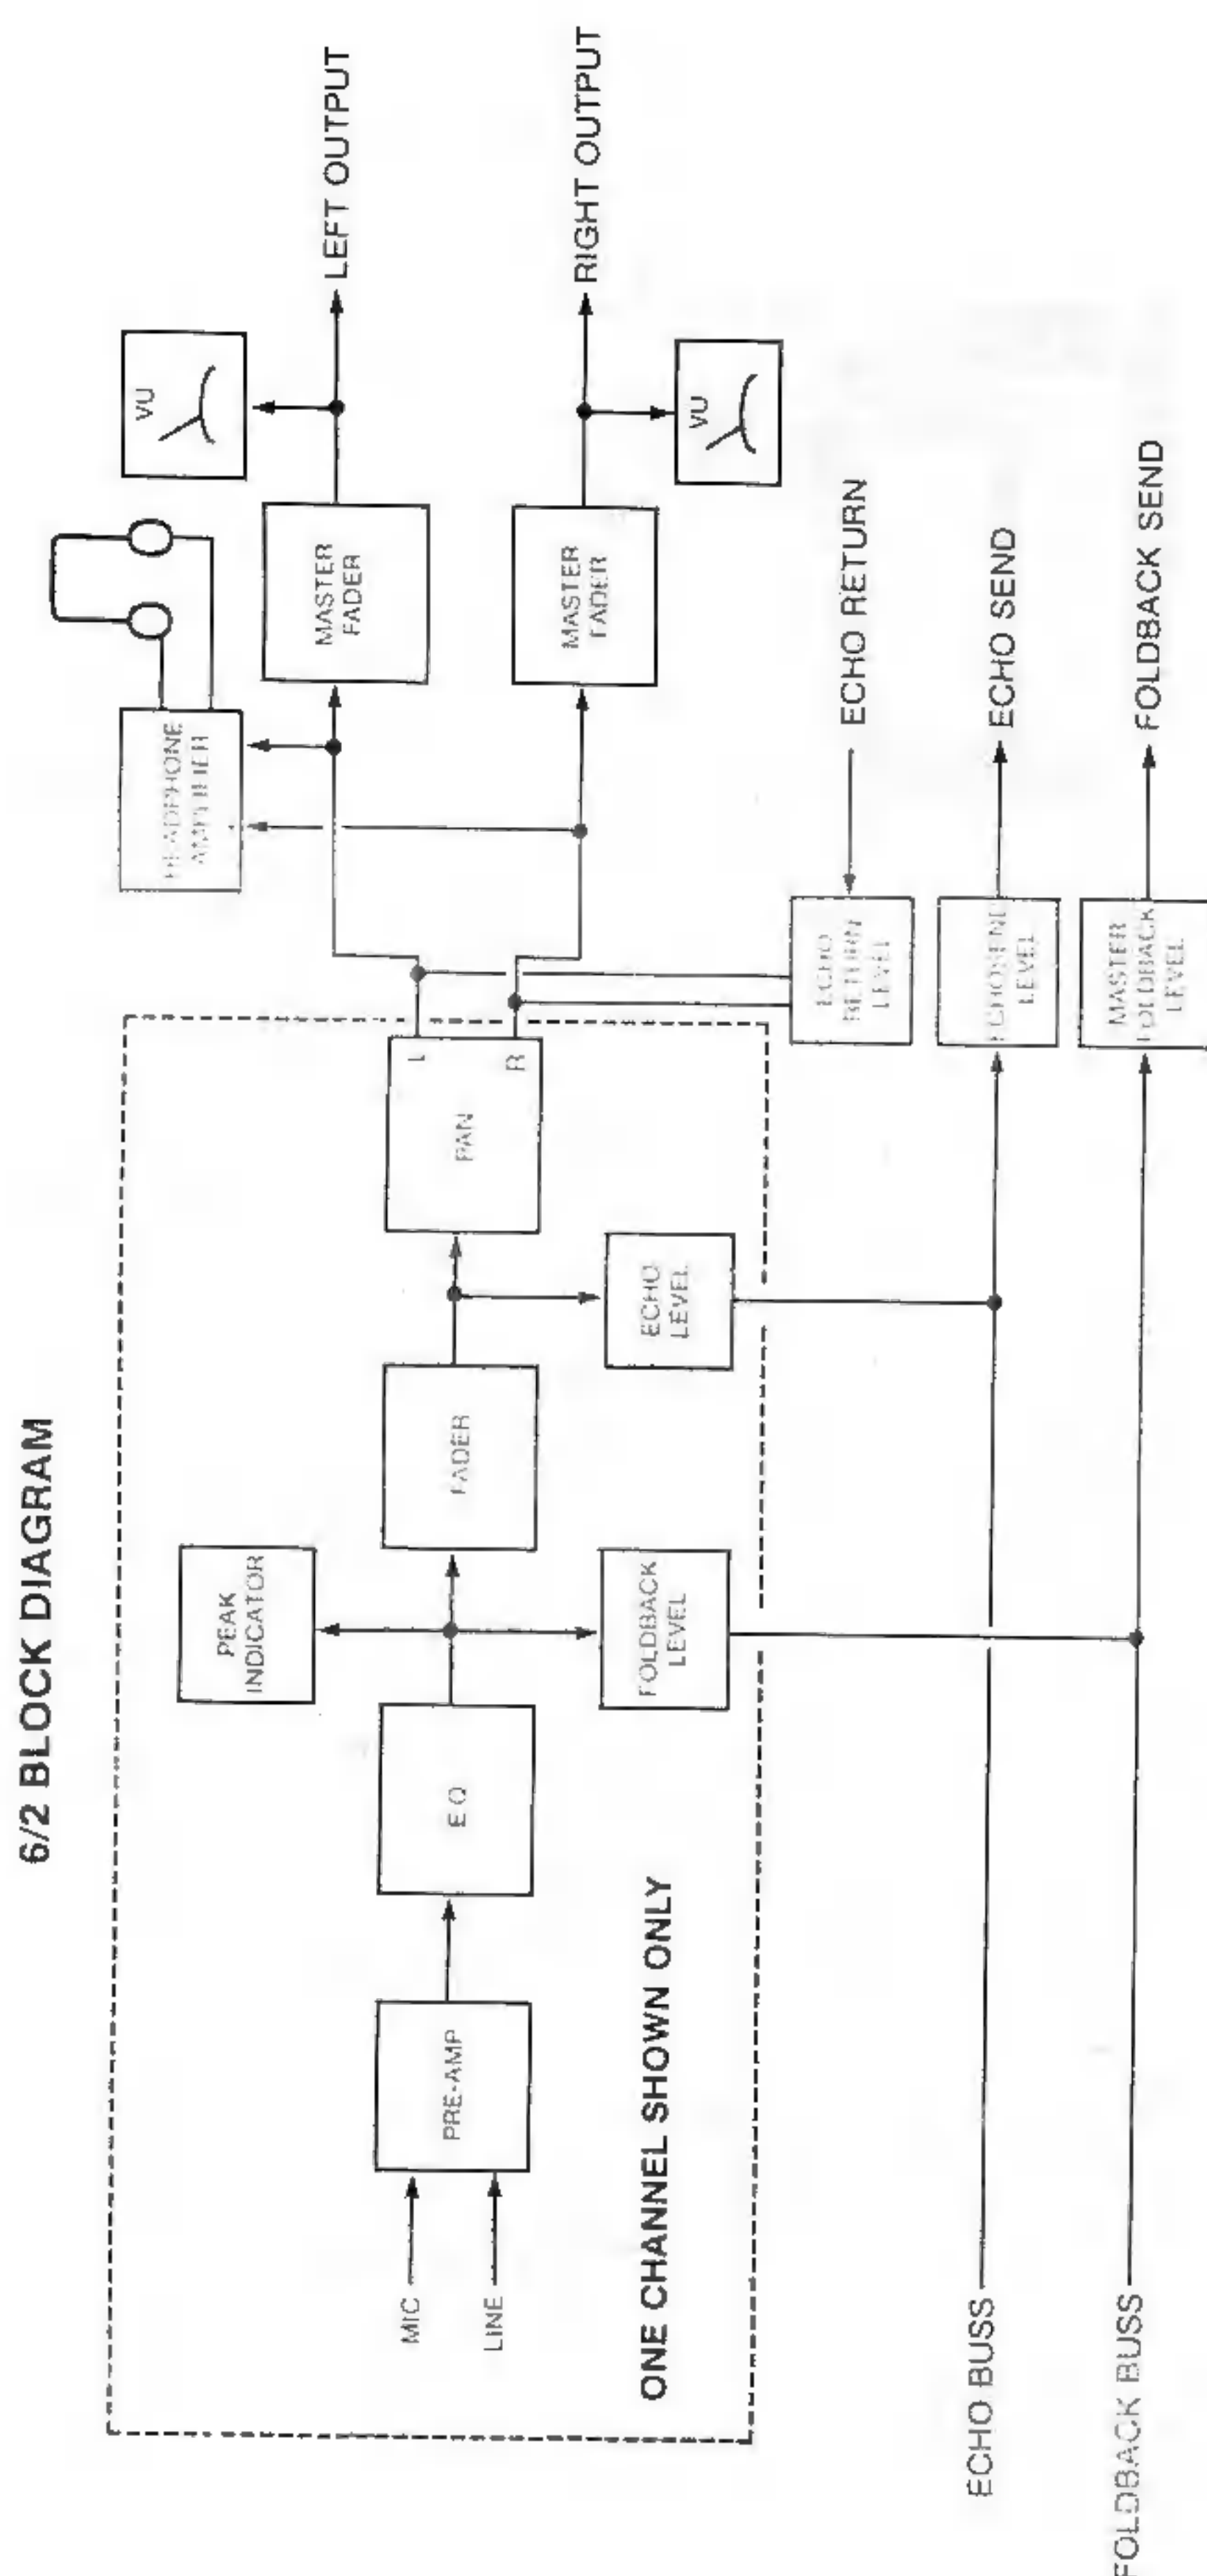 6/2 BLOCK DIAGRAM
VU
LEFT OUTPUT
HEADPHONE
AMPLIFIER
MASTER
FADER
RIGHT OUTPUT
MASTER
FADER
VU
L
R
PAN
PEAK
INDICATOR
MIC
LINE
PRE-AMP
EQ
FADER
FOLDBACK
LEVEL
ECHO
LEVEL
ONE CHANNEL SHOWN ONLY
ECHO
RETURN
LEVEL
ECHO RETURN
ECHO BUSS
ECHO SEND
LEVEL
ECHO SEND
FOLDBACK BUSS
MASTER
FOLDBACK
LEVEL
FOLDBACK SEND